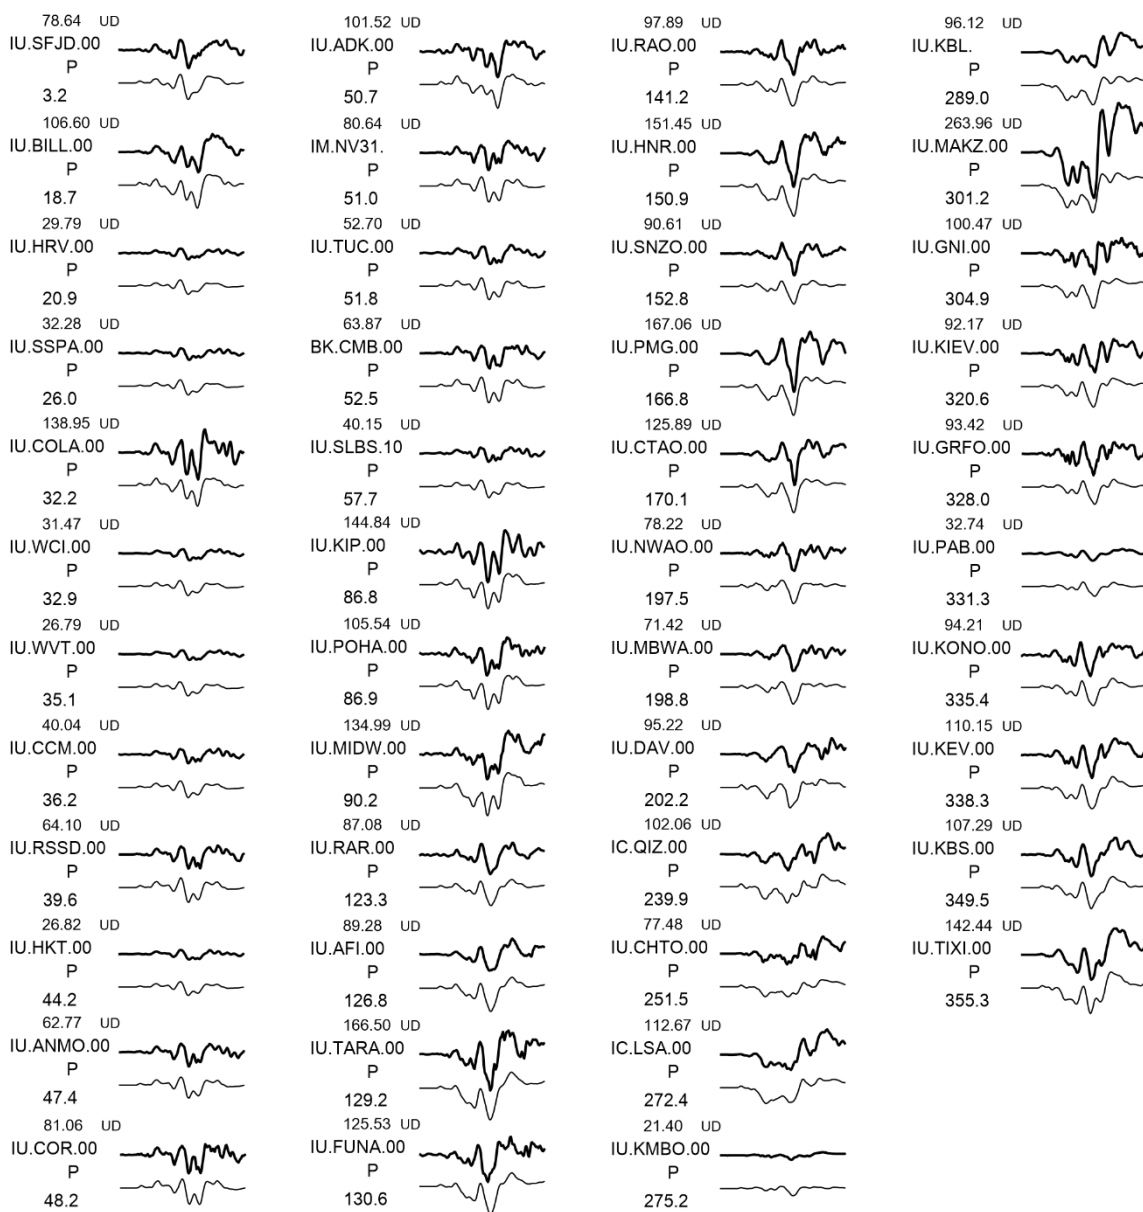 78.64 UD
IU.SFJD.00
P
3.2
106.60 UD
IU.BILL.00
P
18.7
29.79 UD
IU.HRV.00
P
20.9
32.28 UD
IU.SSPA.00
P
26.0
138.95 UD
IU.COLA.00
P
32.2
31.47 UD
IU.WCI.00
P
32.9
26.79 UD
IU.WVT.00
P
35.1
40.04 UD
IU.CCM.00
P
36.2
64.10 UD
IU.RSSD.00
P
39.6
26.82 UD
IU.HKT.00
P
44.2
62.77 UD
IU.ANMO.00
P
47.4
81.06 UD
IU.COR.00
P
48.2
101.52 UD
IU.ADK.00
P
50.7
80.64 UD
IM.NV31.
P
51.0
52.70 UD
IU.TUC.00
P
51.8
63.87 UD
BK.CMB.00
P
52.5
40.15 UD
IU.SLBS.10
P
57.7
144.84 UD
IU.KIP.00
P
86.8
105.54 UD
IU.POHA.00
P
86.9
134.99 UD
IU.MIDW.00
P
90.2
87.08 UD
IU.RAR.00
P
123.3
89.28 UD
IU.AFI.00
P
126.8
166.50 UD
IU.TARA.00
P
129.2
125.53 UD
IU.FUNA.00
P
130.6
97.89 UD
IU.RAO.00
P
141.2
151.45 UD
IU.HNR.00
P
150.9
90.61 UD
IU.SNZO.00
P
152.8
167.06 UD
IU.PMG.00
P
166.8
125.89 UD
IU.CTAO.00
P
170.1
78.22 UD
IU.NWAO.00
P
197.5
71.42 UD
IU.MBWA.00
P
198.8
95.22 UD
IU.DAV.00
P
202.2
102.06 UD
IC.QIZ.00
P
239.9
77.48 UD
IU.CHTO.00
P
251.5
112.67 UD
IC.LSA.00
P
272.4
21.40 UD
IU.KMBO.00
P
275.2
96.12 UD
IU.KBL.
P
289.0
263.96 UD
IU.MAKZ.00
P
301.2
100.47 UD
IU.GNI.00
P
304.9
92.17 UD
IU.KIEV.00
P
320.6
93.42 UD
IU.GRFO.00
P
328.0
32.74 UD
IU.PAB.00
P
331.3
94.21 UD
IU.KONO.00
P
335.4
110.15 UD
IU.KEV.00
P
338.3
107.29 UD
IU.KBS.00
P
349.5
142.44 UD
IU.TIXI.00
P
355.3